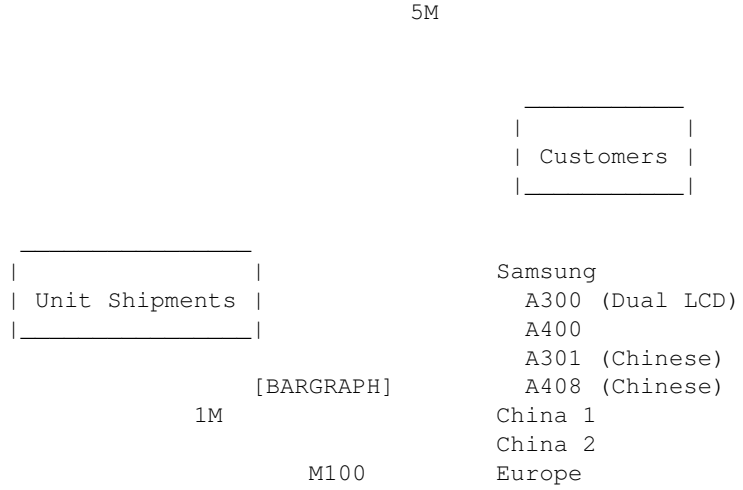 5M
Customers
Unit Shipments
Samsung
A300 (Dual LCD)
A400
A301 (Chinese)
[BARGRAPH] A408 (Chinese)
1M China 1
China 2
M100 Europe